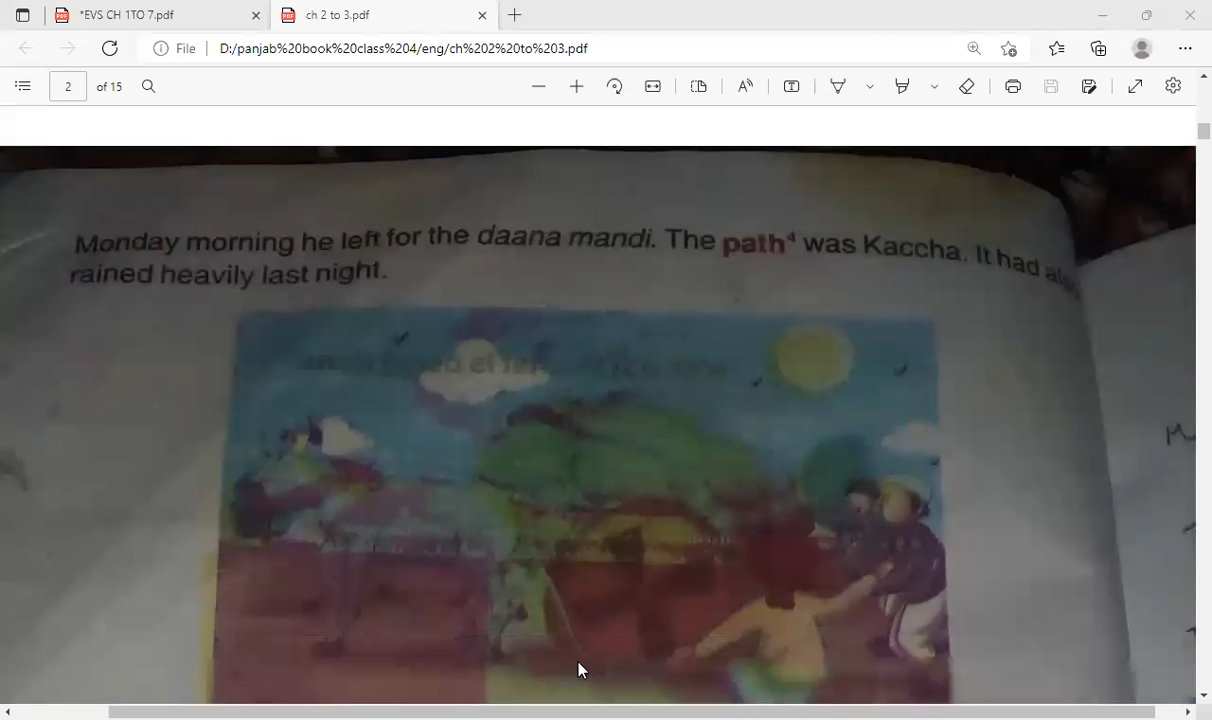 *EVS CH 1TO 7.pdf
ch 2 to 3.pdf
File
D:/panjab%20book%20class%204/eng/ch%202%20to%203.pdf
2 of 15
Monday morning he left for the daana mandi. The path⁴ was Kaccha. It had also
rained heavily last night.